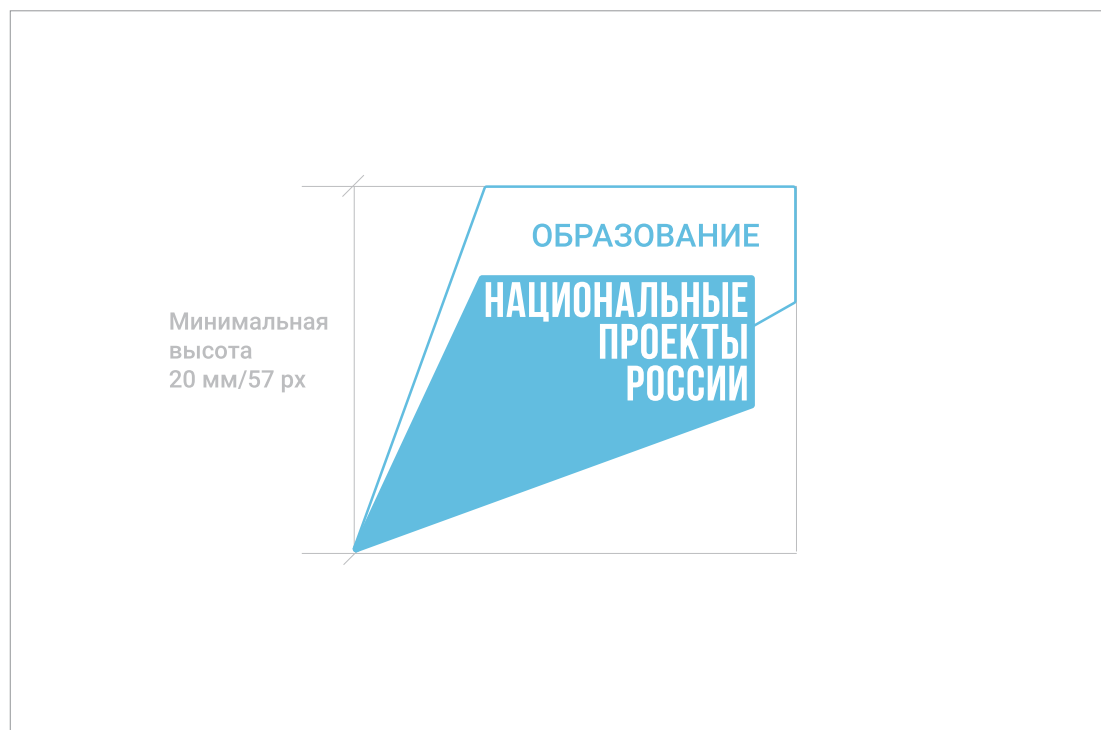 ОБРАЗОВАНИЕ
НАЦИОНАЛЬНЫЕ
ПРОЕКТЫ
РОССИИ
Минимальная
высота
20 мм/57 px